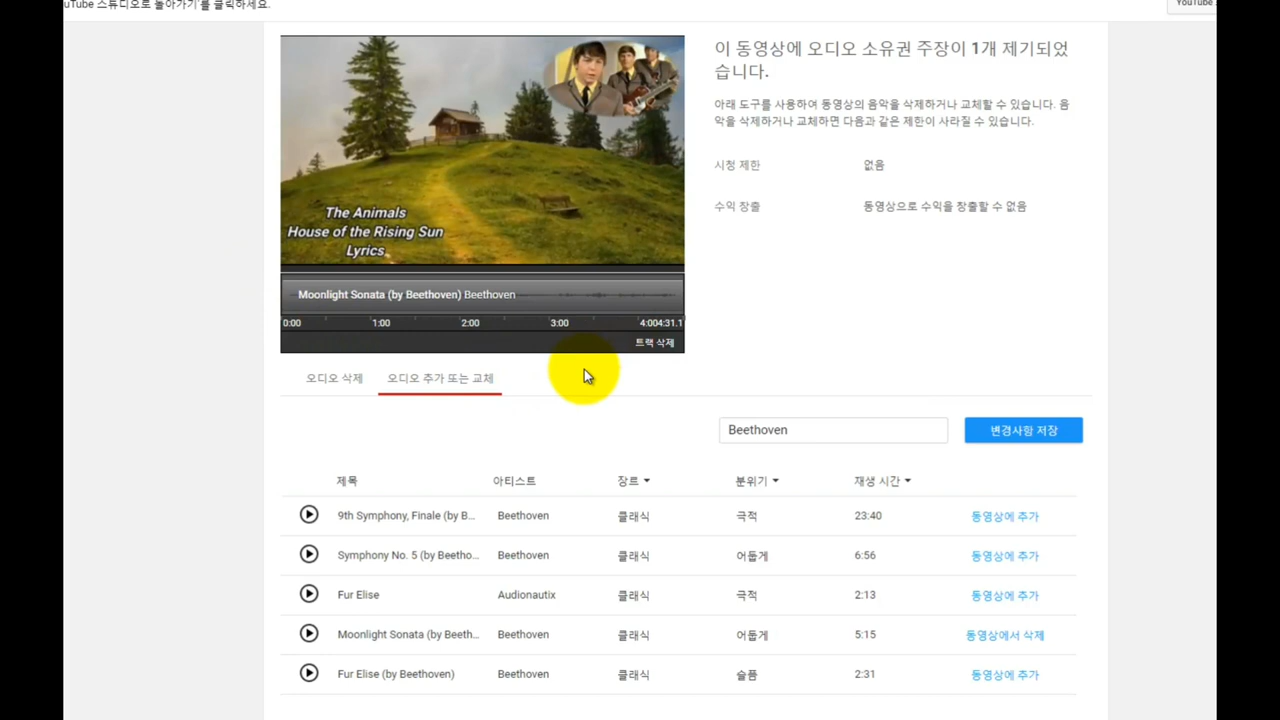 uTube 스튜디오로 돌아가기'를 클릭하세요.
YouTube
이 동영상에 오디오 소유권 주장이 1개 제기되었
습니다.
아래 도구를 사용하여 동영상의 음악을 삭제하거나 교체할 수 있습니다. 음
악을 삭제하거나 교체하면 다음과 같은 제한이 사라질 수 있습니다.
시청 제한 없음
수익 창출 동영상으로 수익을 창출할 수 없음
The Animals
House of the Rising Sun
Lyrics
Moonlight Sonata (by Beethoven) Beethoven
0:00 1:00 2:00 3:00 4:004:31.1
트랙 삭제
오디오 삭제 오디오 추가 또는 교체
Beethoven 변경사항 저장
제목 아티스트 장르 분위기 재생 시간
9th Symphony, Finale (by B... Beethoven 클래식 극적 23:40 동영상에 추가
Symphony No. 5 (by Beetho... Beethoven 클래식 어둡게 6:56 동영상에 추가
Fur Elise Audionautix 클래식 극적 2:13 동영상에 추가
Moonlight Sonata (by Beeth... Beethoven 클래식 어둡게 5:15 동영상에서 삭제
Fur Elise (by Beethoven) Beethoven 클래식 슬픔 2:31 동영상에 추가